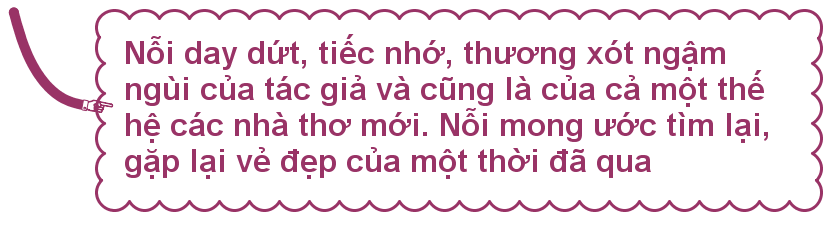 Nỗi day dứt, tiếc nhớ, thương xót ngậm
ngùi của tác giả và cũng là của cả một thế
hệ các nhà thơ mới. Nỗi mong ước tìm lại,
gặp lại vẻ đẹp của một thời đã qua